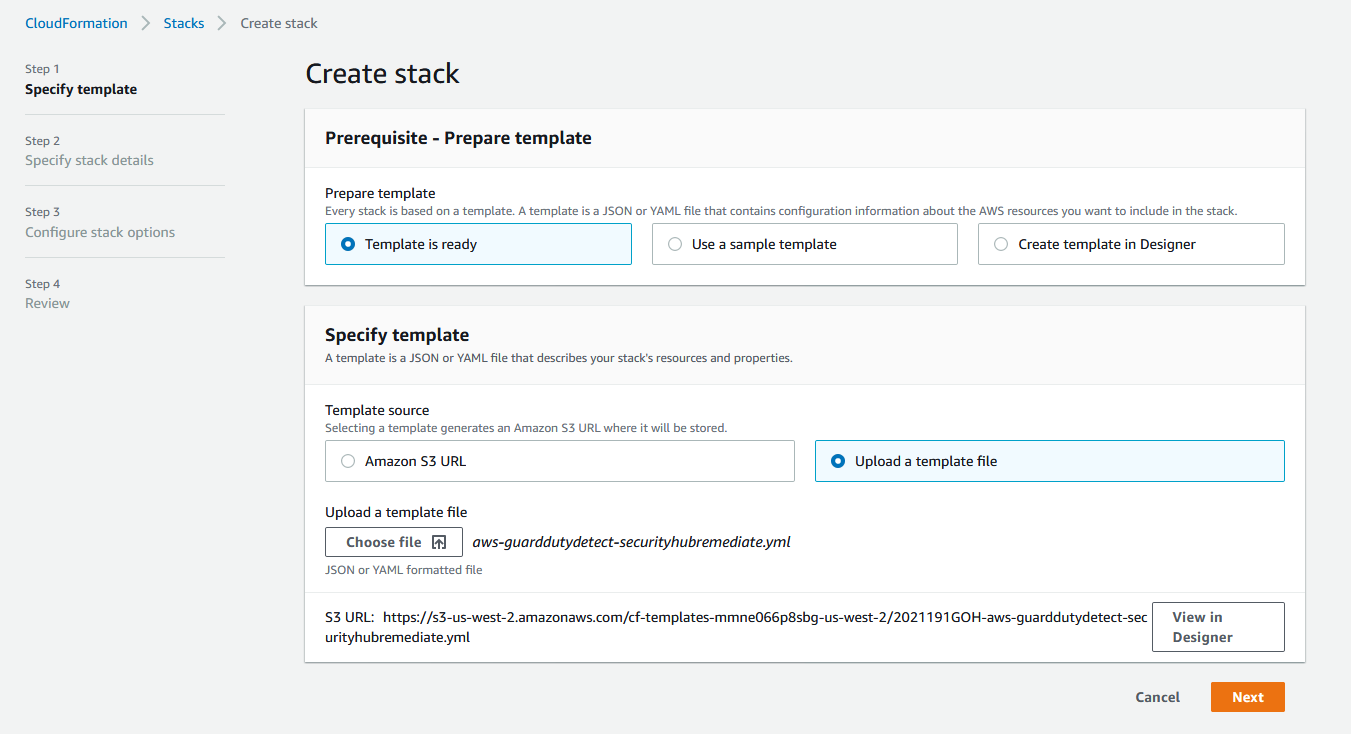 CloudFormation > Stacks > Create stack
Step 1
Specify template
Step 2
Specify stack details
Step 3
Configure stack options
Step 4
Review
Create stack
Prerequisite - Prepare template
Prepare template
Every stack is based on a template. A template is a JSON or YAML file that contains configuration information about the AWS resources you want to include in the stack.
Template is ready
Use a sample template
Create template in Designer
Specify template
A template is a JSON or YAML file that describes your stack's resources and properties.
Template source
Selecting a template generates an Amazon S3 URL where it will be stored.
Amazon S3 URL
Upload a template file
Upload a template file
Choose file
aws-guarddutydetect-securityhubremediate.yml
JSON or YAML formatted file
S3 URL: https://s3-us-west-2.amazonaws.com/cf-templates-mmne066p8sbg-us-west-2/2021191GOH-aws-guarddutydetect-sec
urityhubremediate.yml
View in
Designer
Cancel
Next